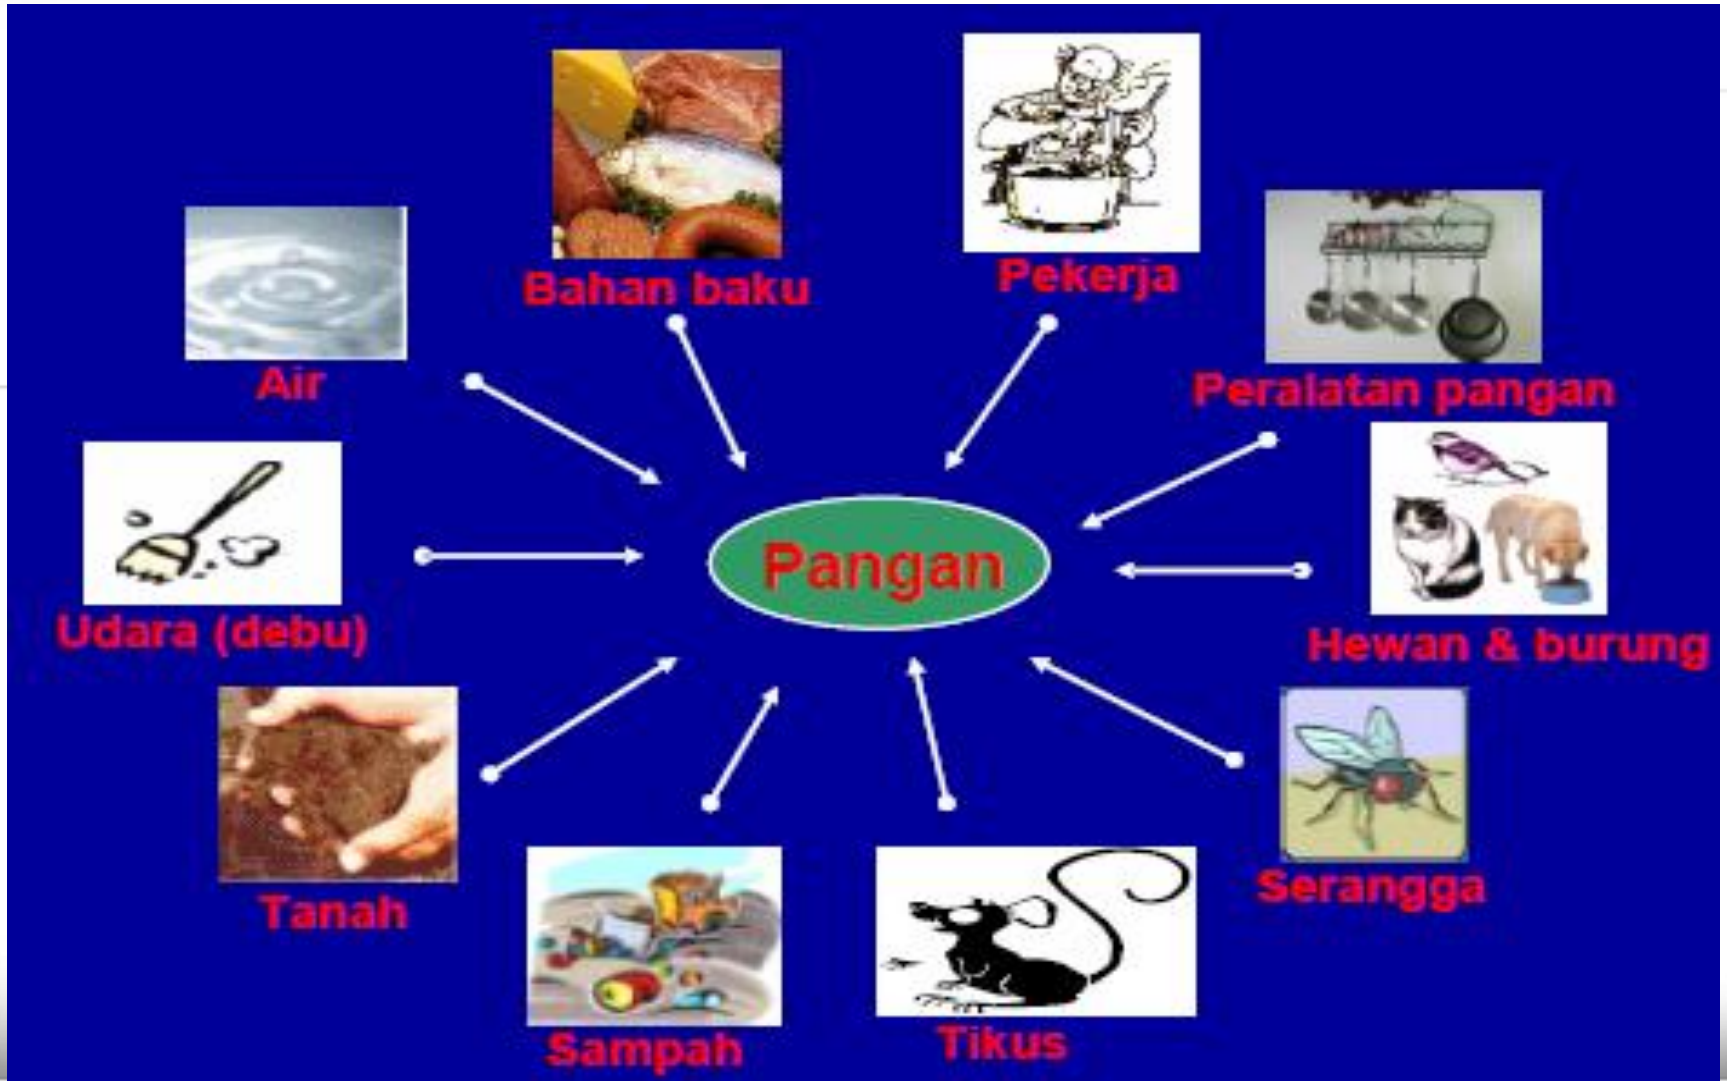 Bahan baku
Pekerja
Air
Peralatan pangan
Udara (debu)
Pangan
Hewan & burung
Tanah
Serangga
Sampah
Tikus